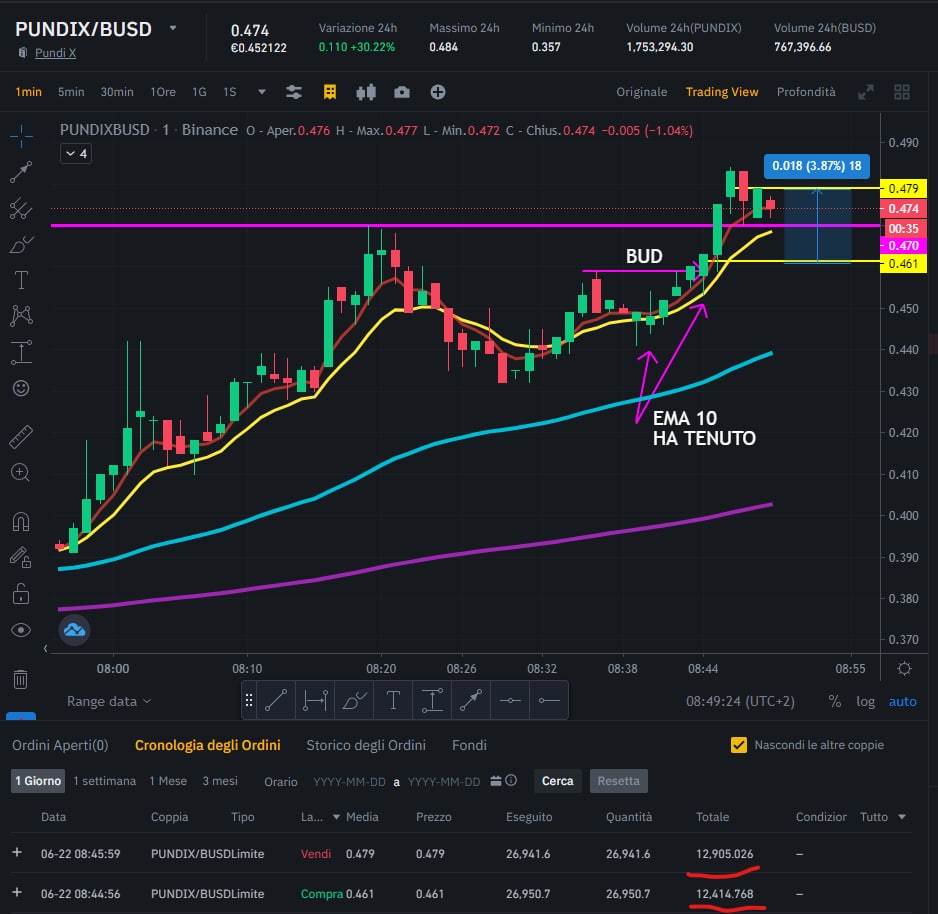 PUNDIX/BUSD
Pundi X
0.474
€0.452122
Variazione 24h
0.110 +30.22%
Massimo 24h
0.484
Minimo 24h
0.357
Volume 24h(PUNDIX)
1,753,294.30
Volume 24h(BUSD)
767,396.66
1min 5min 30min 1Ore 1G 1S
Originale Trading View Profondità
PUNDIXBUSD · 1 · Binance O - Aper.0.476 H - Max.0.477 L - Min.0.472 C - Chius.0.474 −0.005 (−1.04%)
4
0.490
0.018 (3.87%) 18
0.479
0.474
00:35
0.470
0.461
BUD
0.450
0.440
0.430
EMA 10
HA TENUTO
0.420
0.410
0.400
0.390
0.380
0.370
08:00 08:10 08:20 08:26 08:32 08:38 08:44 08:55
Range data
08:49:24 (UTC+2) % log auto
Ordini Aperti(0) Cronologia degli Ordini Storico degli Ordini Fondi
Nascondi le altre coppie
1 Giorno 1 settimana 1 Mese 3 mesi Orario YYYY-MM-DD a YYYY-MM-DD Cerca Resetta
Data Coppia Tipo La... Media Prezzo Eseguito Quantità Totale Condizior Tutto
06-22 08:45:59 PUNDIX/BUSDLimite Vendi 0.479 0.479 26,941.6 26,941.6 12,905.026 –
06-22 08:44:56 PUNDIX/BUSDLimite Compra 0.461 0.461 26,950.7 26,950.7 12,414.768 –